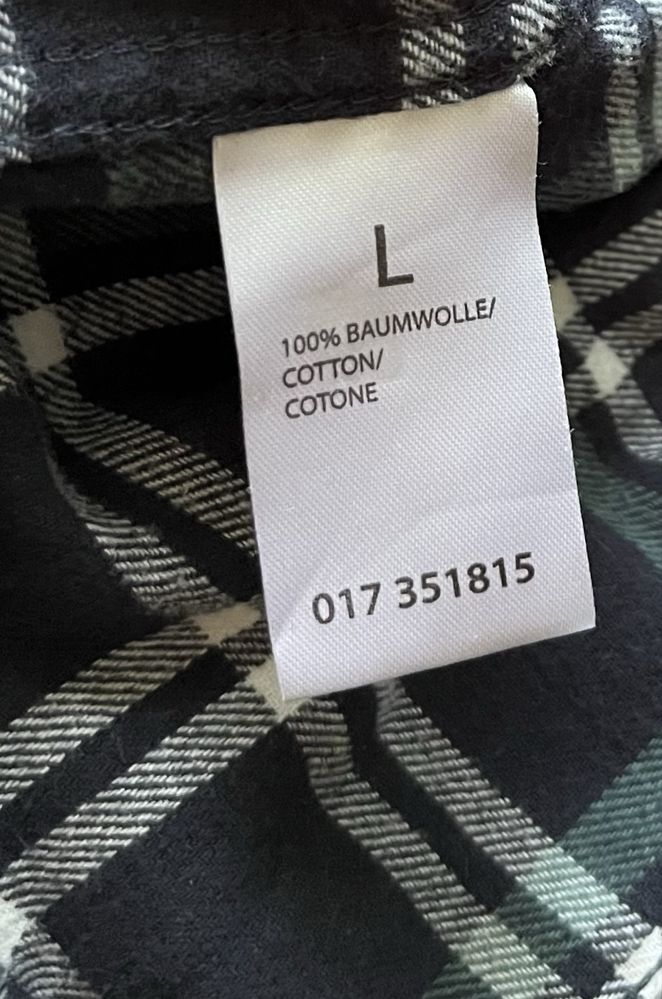 L
100% BAUMWOLLE/
COTTON/
COTONE
017 351815